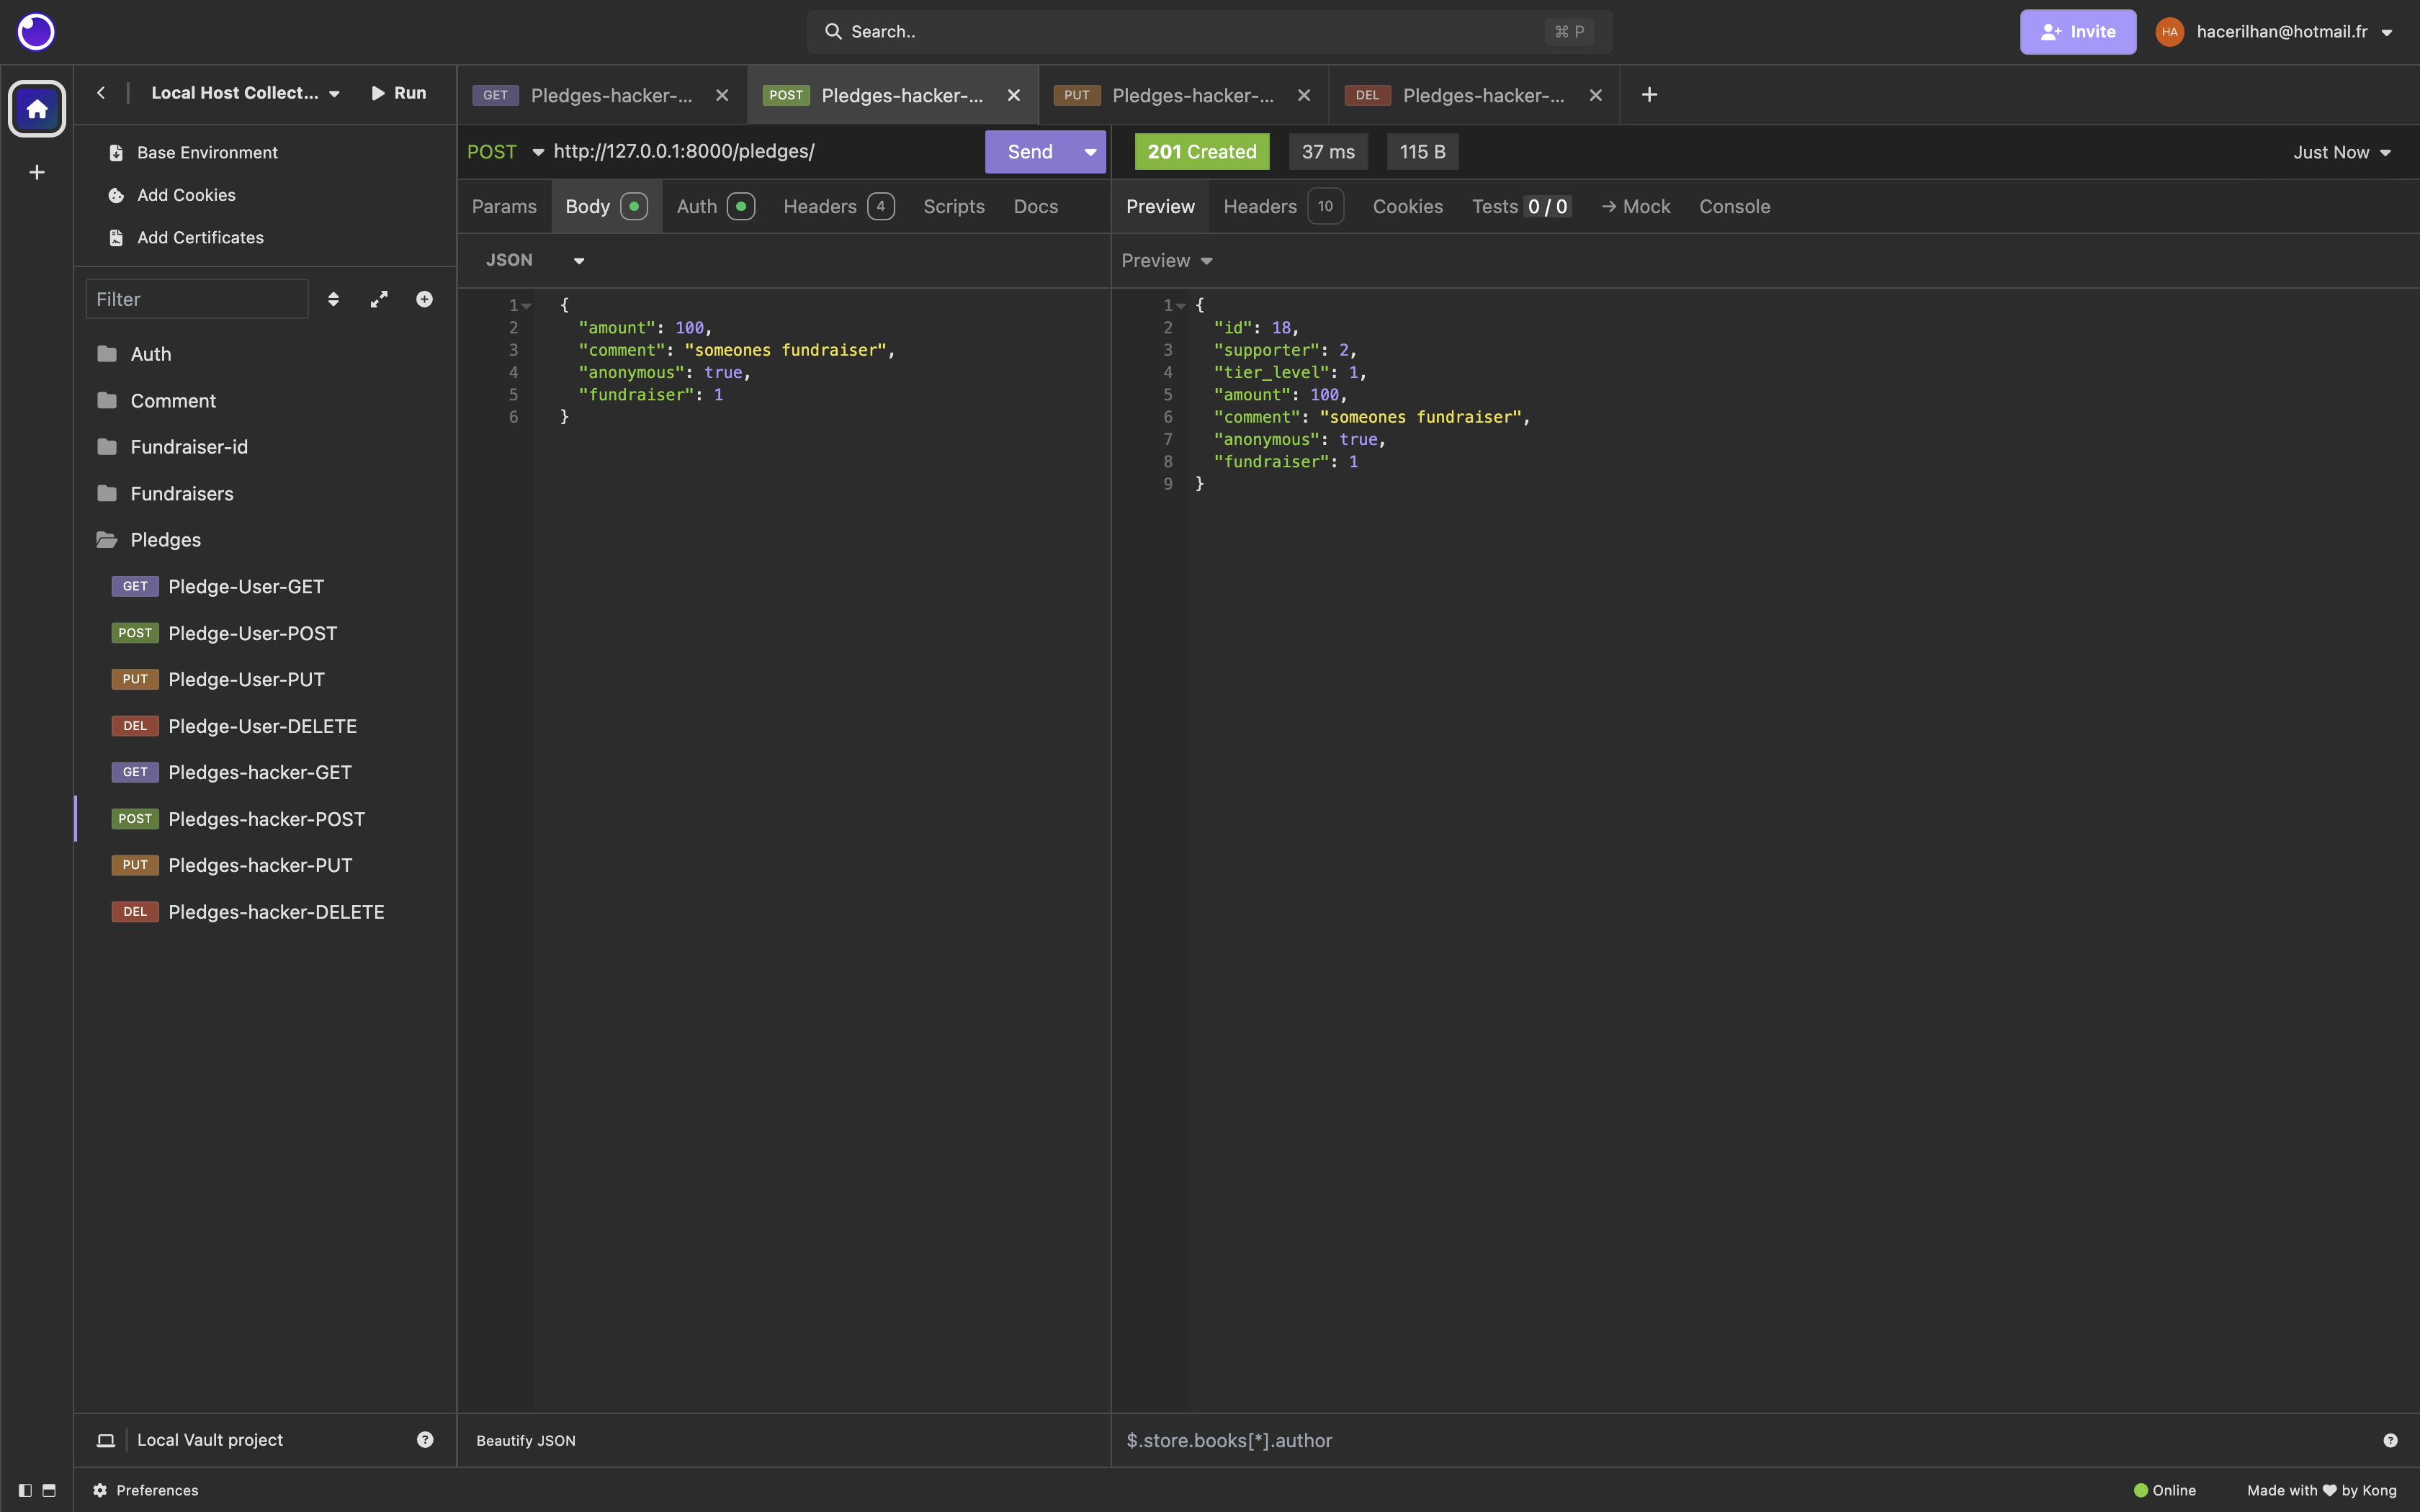 Search..
⌘ P
Invite
HA
hacerilhan@hotmail.fr
Local Host Collect...
Run
GET Pledges-hacker-...
POST Pledges-hacker-...
PUT Pledges-hacker-...
DEL Pledges-hacker-...
Base Environment
Add Cookies
Add Certificates
Filter
Auth
Comment
Fundraiser-id
Fundraisers
Pledges
GET Pledge-User-GET
POST Pledge-User-POST
PUT Pledge-User-PUT
DEL Pledge-User-DELETE
GET Pledges-hacker-GET
POST Pledges-hacker-POST
PUT Pledges-hacker-PUT
DEL Pledges-hacker-DELETE
Local Vault project
POST http://127.0.0.1:8000/pledges/
Send
Params Body Auth Headers 4 Scripts Docs
JSON
1 {
2 "amount": 100,
3 "comment": "someones fundraiser",
4 "anonymous": true,
5 "fundraiser": 1
6 }
Beautify JSON
201 Created 37 ms 115 B
Just Now
Preview Headers 10 Cookies Tests 0 / 0 → Mock Console
Preview
1 {
2 "id": 18,
3 "supporter": 2,
4 "tier_level": 1,
5 "amount": 100,
6 "comment": "someones fundraiser",
7 "anonymous": true,
8 "fundraiser": 1
9 }
$.store.books[*].author
Preferences
Online
Made with ♥ by Kong